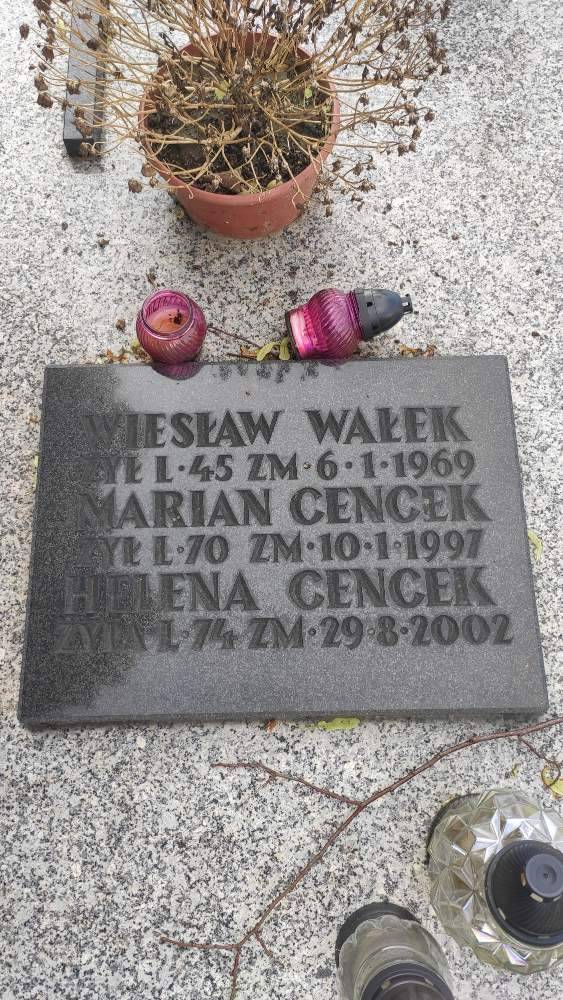 WIESŁAW WAŁEK
ŻYŁ L·45 ZM·6·1·1969
MARIAN CENCEK
ŻYŁ L·70 ZM·10·1·1997
HELENA CENCEK
ŻYŁA L·74 ZM·29·8·2002